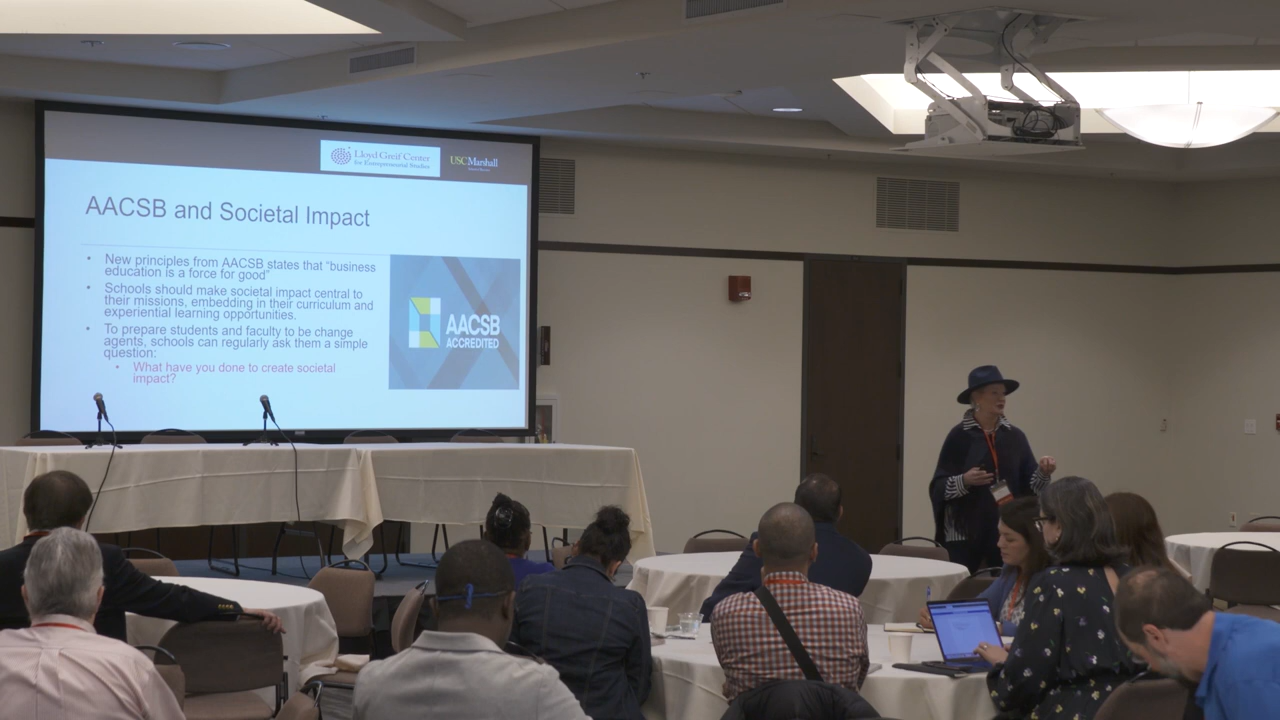 Lloyd Greif Center
for Entrepreneurial Studies
USC Marshall
AACSB and Societal Impact
• New principles from AACSB states that “business
education is a force for good”
• Schools should make societal impact central to
their missions, embedding in their curriculum and
experiential learning opportunities.
• To prepare students and faculty to be change
agents, schools can regularly ask them a simple
question:
• What have you done to create societal
impact?
AACSB
ACCREDITED